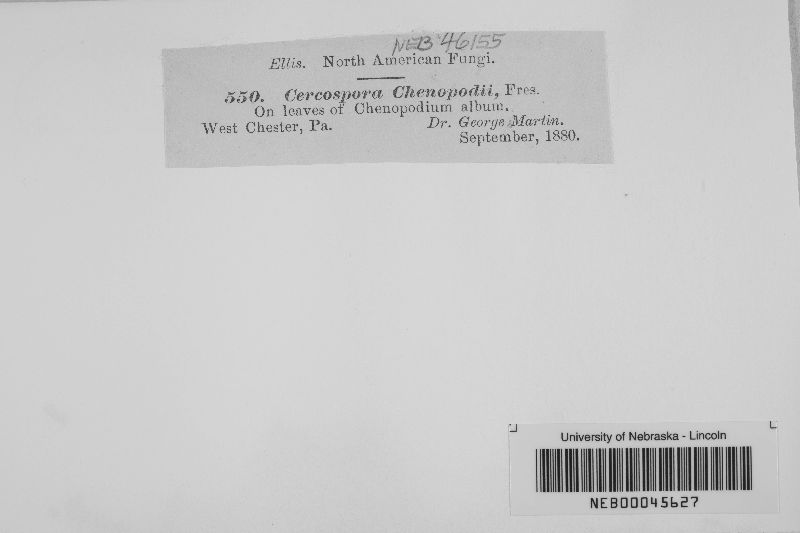 NEB 46155
Ellis. North American Fungi.
550. Cercospora Chenopodii, Fres.
On leaves of Chenopodium album.
West Chester, Pa. Dr. George Martin.
September, 1880.
University of Nebraska - Lincoln
NEB00045627